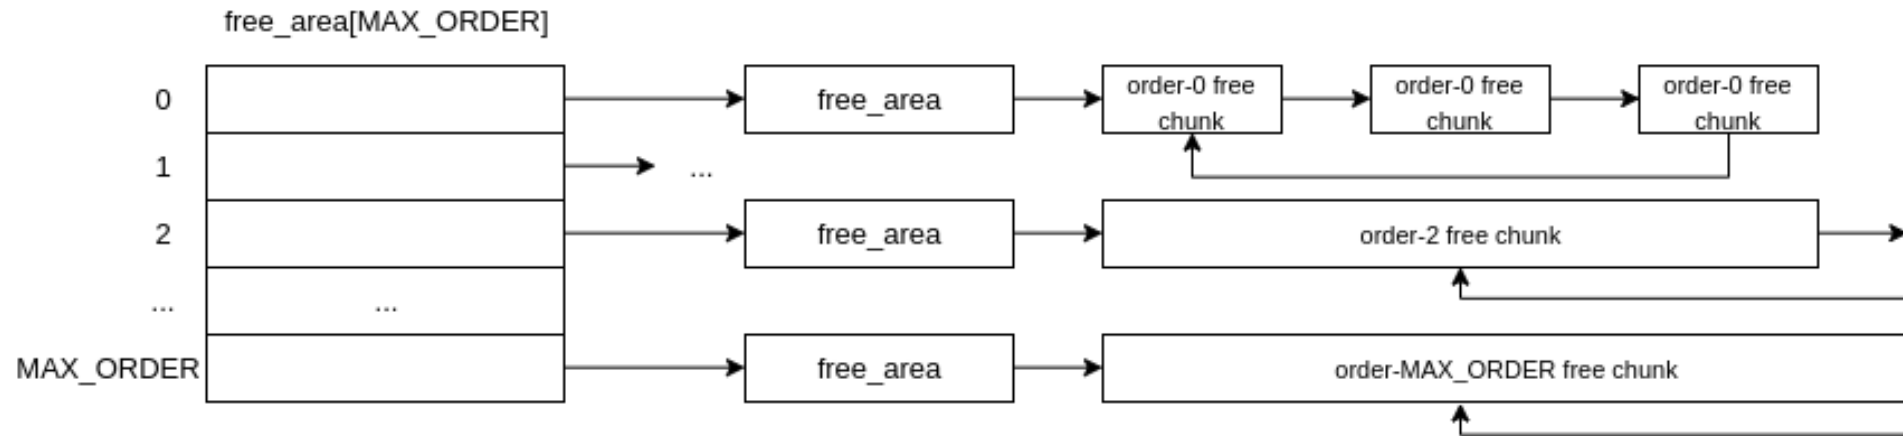 free_area[MAX_ORDER]
0
free_area
order-0 free
chunk
order-0 free
chunk
order-0 free
chunk
1
...
2
free_area
order-2 free chunk
...
...
MAX_ORDER
free_area
order-MAX_ORDER free chunk